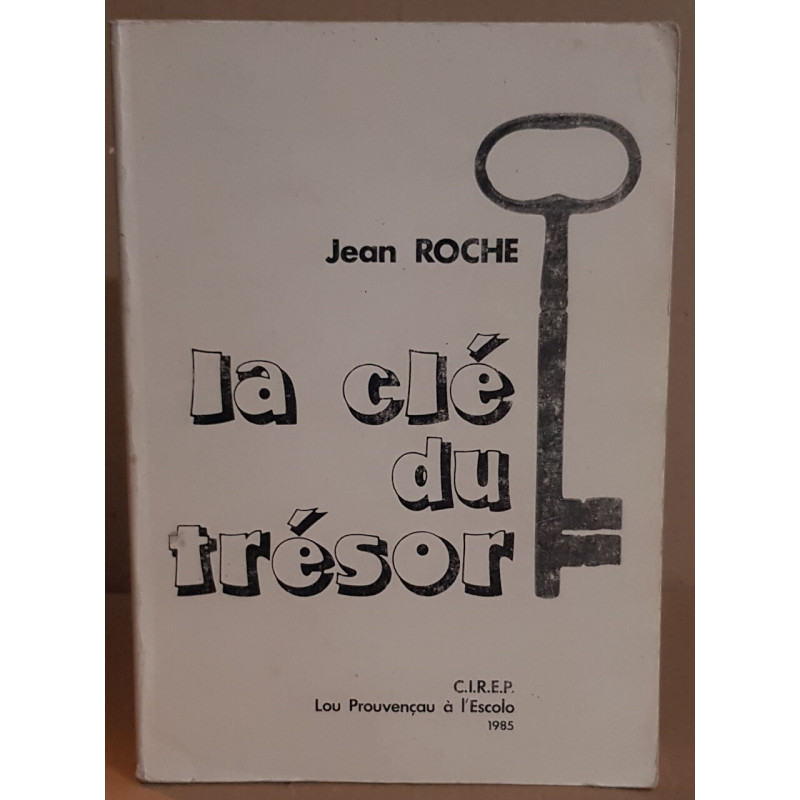 Jean ROCHE
la clé
du
trésor
C.I.R.E.P.
Lou Prouvençau à l'Escolo
1985